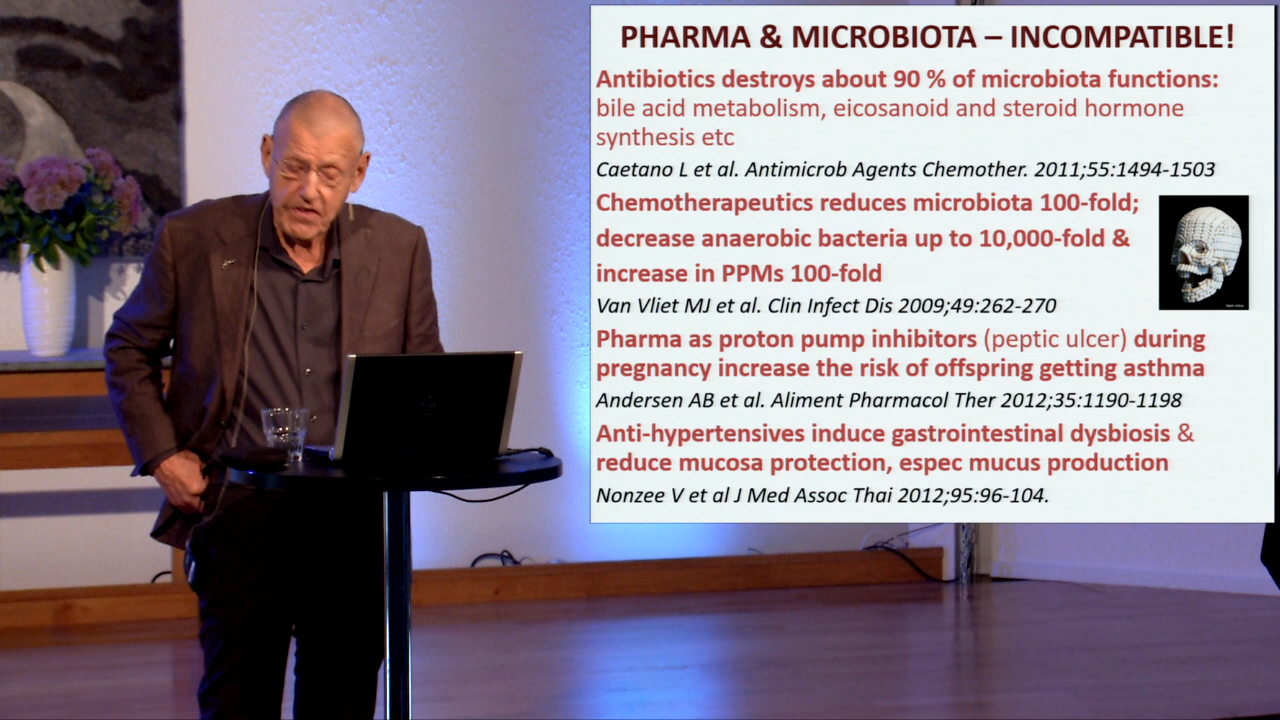 PHARMA & MICROBIOTA – INCOMPATIBLE!
Antibiotics destroys about 90 % of microbiota functions:
bile acid metabolism, eicosanoid and steroid hormone
synthesis etc
Caetano L et al. Antimicrob Agents Chemother. 2011;55:1494-1503
Chemotherapeutics reduces microbiota 100-fold;
decrease anaerobic bacteria up to 10,000-fold &
increase in PPMs 100-fold
Van Vliet MJ et al. Clin Infect Dis 2009;49:262-270
Pharma as proton pump inhibitors (peptic ulcer) during
pregnancy increase the risk of offspring getting asthma
Andersen AB et al. Aliment Pharmacol Ther 2012;35:1190-1198
Anti-hypertensives induce gastrointestinal dysbiosis &
reduce mucosa protection, espec mucus production
Nonzee V et al J Med Assoc Thai 2012;95:96-104.